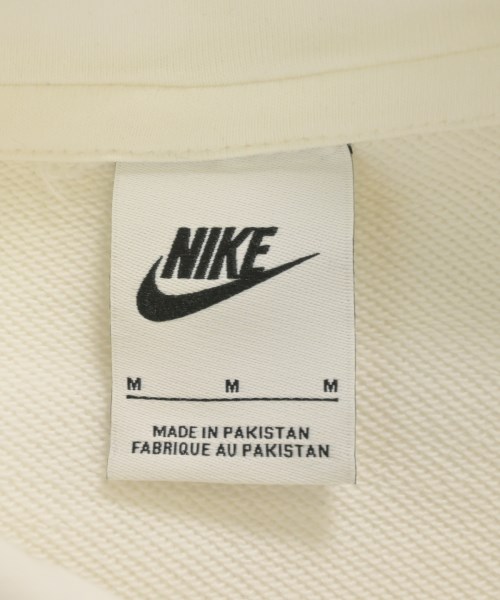 NIKE
M M M
MADE IN PAKISTAN
FABRIQUE AU PAKISTAN